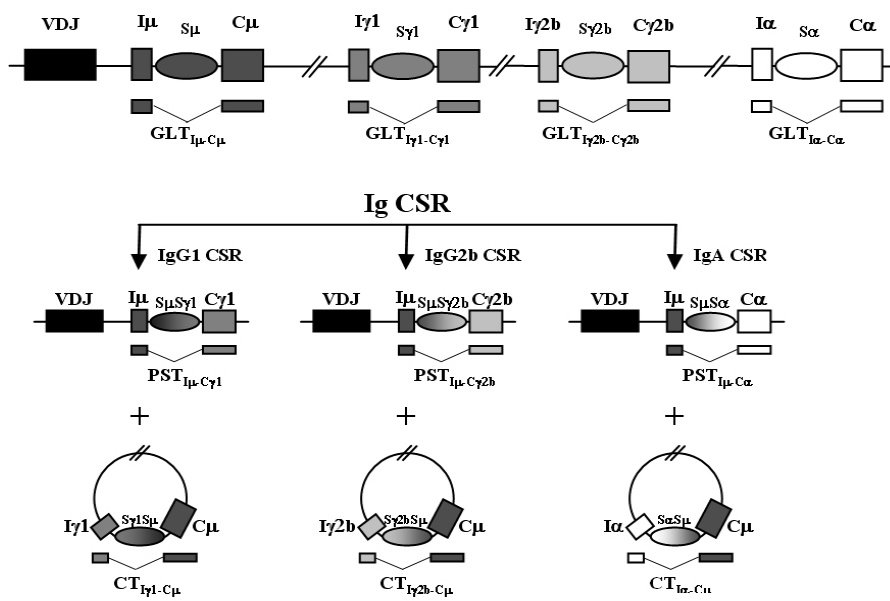 VDJ Iμ Sμ Cμ Iγ1 Sγ1 Cγ1 Iγ2b Sγ2b Cγ2b Iα Sα Cα
GLTIμ-Cμ GLTIγ1-Cγ1 GLTIγ2b-Cγ2b GLTIα-Cα
Ig CSR
IgG1 CSR IgG2b CSR IgA CSR
VDJ Iμ SμSγ1 Cγ1 VDJ Iμ SμSγ2b Cγ2b VDJ Iμ SμSα Cα
PSTIμ-Cγ1 PSTIμ-Cγ2b PSTIμ-Cα
+ + +
Iγ1 Sγ1Sμ Cμ Iγ2b Sγ2bSμ Cμ Iα SαSμ Cμ
CTIγ1-Cμ CTIγ2b-Cμ CTIα-Cμ